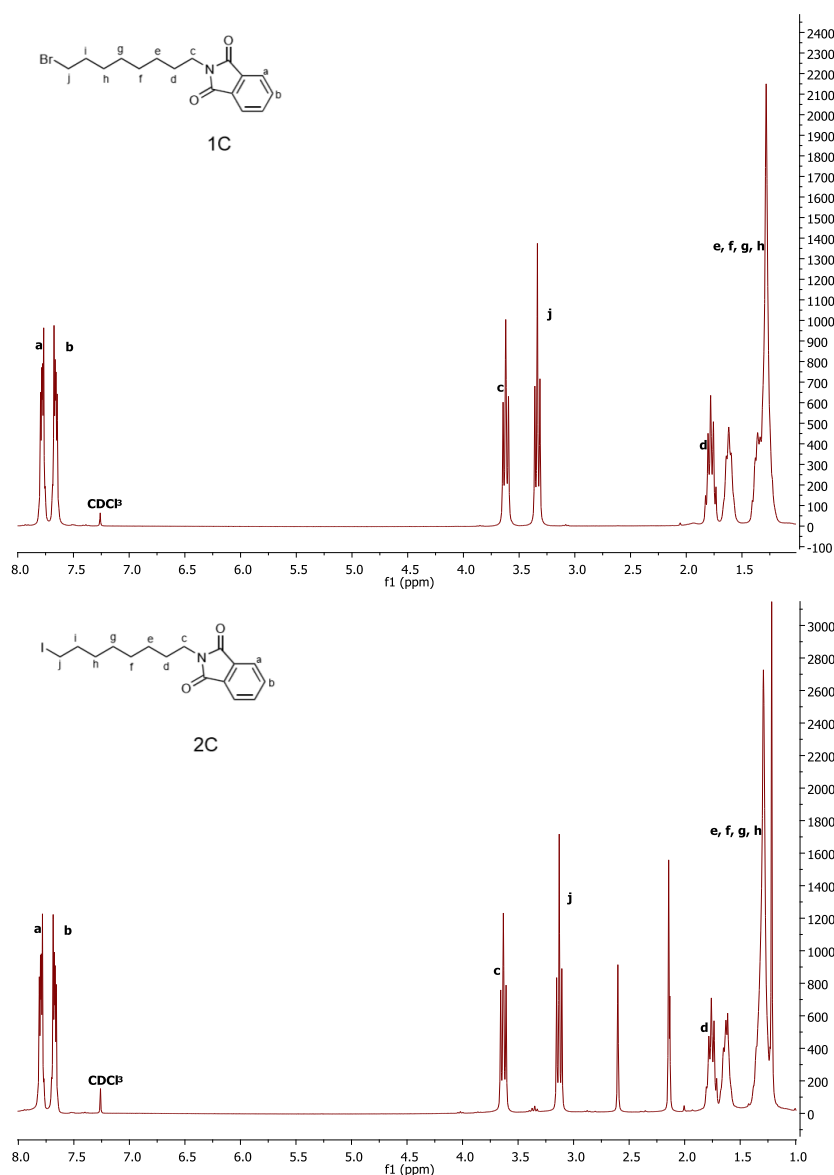 Br
i
g
e
c
O
a
j
h
f
d
N
b
O
1C
e, f, g, h
j
a
b
c
d
CDCl3
2400
2300
2200
2100
2000
1900
1800
1700
1600
1500
1400
1300
1200
1100
1000
900
800
700
600
500
400
300
200
100
0
-100
8.0 7.5 7.0 6.5 6.0 5.5 5.0 4.5 4.0 3.5 3.0 2.5 2.0 1.5
f1 (ppm)
I
i
g
e
c
O
a
j
h
f
d
N
b
O
2C
e, f, g, h
j
a
b
c
d
CDCl3
3000
2800
2600
2400
2200
2000
1800
1600
1400
1200
1000
800
600
400
200
0
8.0 7.5 7.0 6.5 6.0 5.5 5.0 4.5 4.0 3.5 3.0 2.5 2.0 1.5 1.0
f1 (ppm)